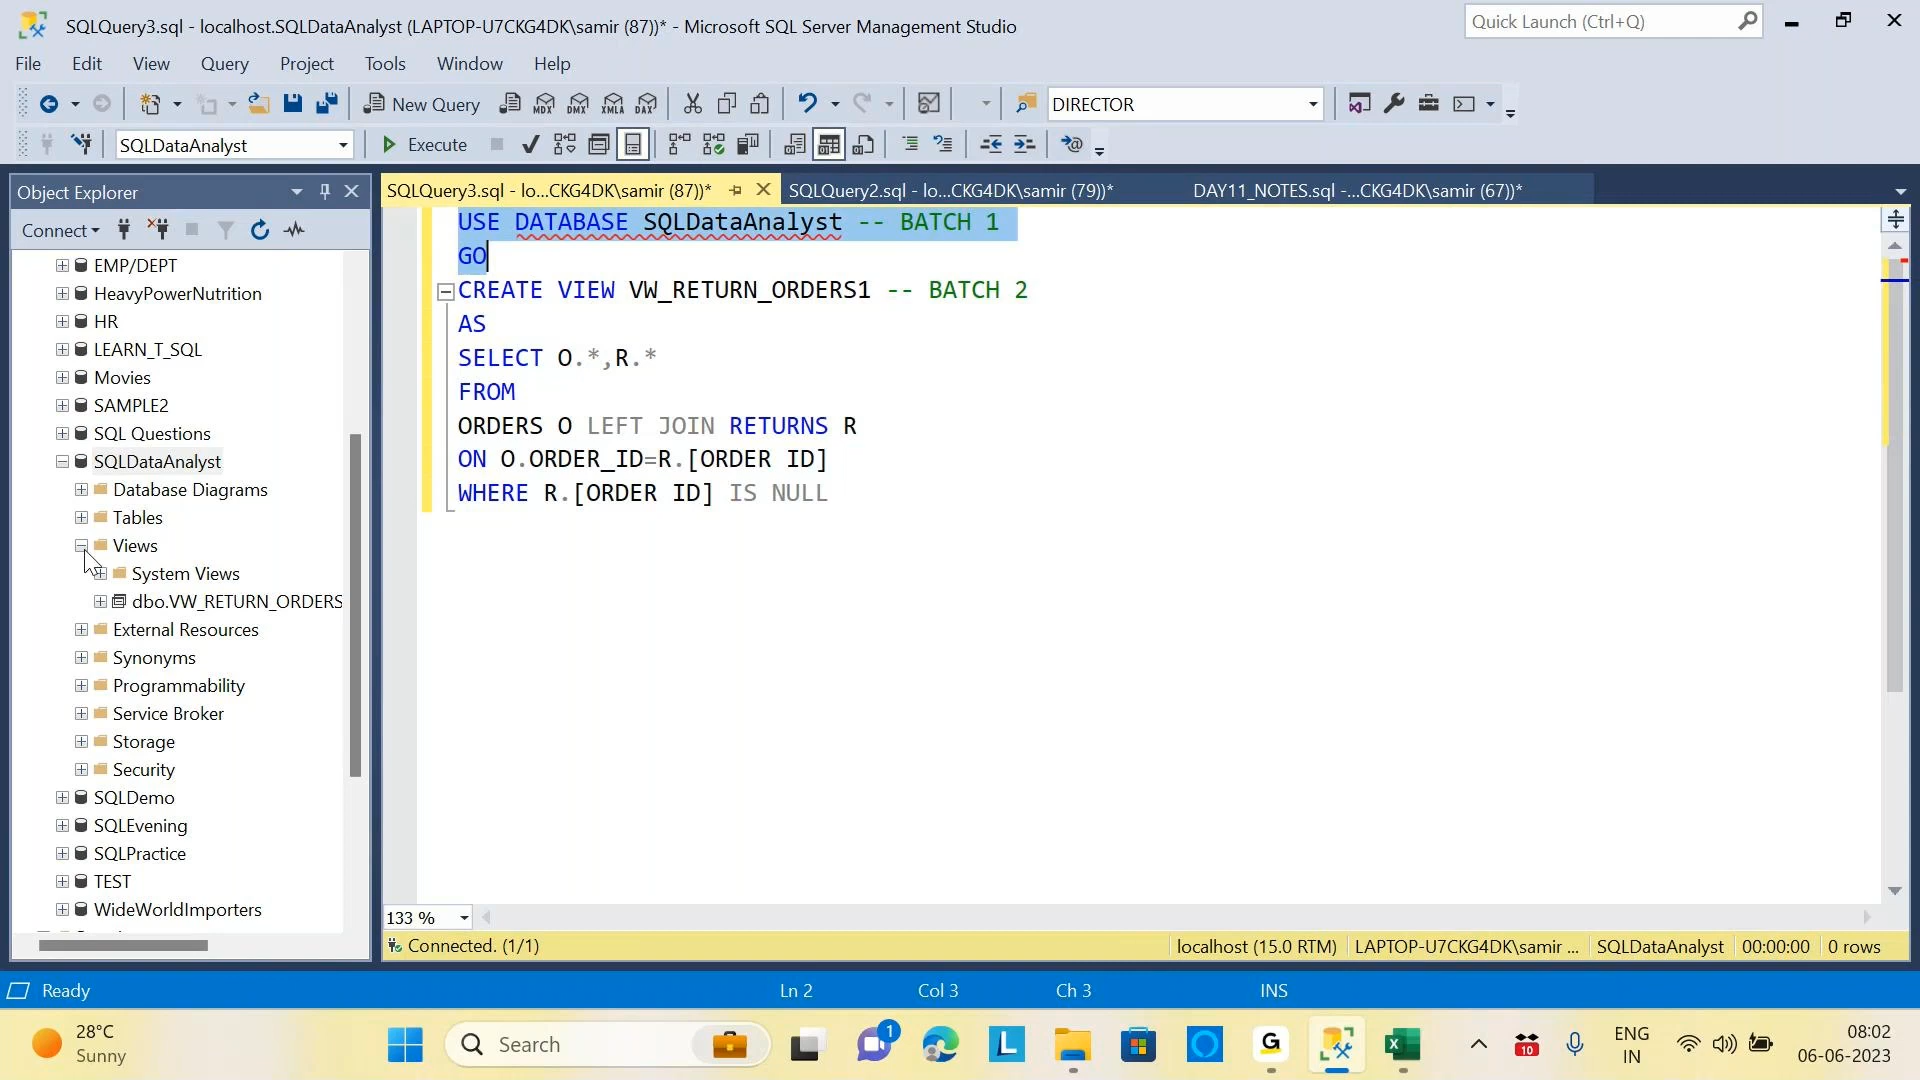 SQLQuery3.sql - localhost.SQLDataAnalyst (LAPTOP-U7CKG4DK\samir (87))* - Microsoft SQL Server Management Studio
Quick Launch (Ctrl+Q)
File Edit View Query Project Tools Window Help
New Query MDX DMX XMLA DAX DIRECTOR
SQLDataAnalyst Execute
Object Explorer
SQLQuery3.sql - lo...CKG4DK\samir (87))* SQLQuery2.sql - lo...CKG4DK\samir (79))* DAY11_NOTES.sql -...CKG4DK\samir (67))*
Connect
EMP/DEPT
HeavyPowerNutrition
HR
LEARN_T_SQL
Movies
SAMPLE2
SQL Questions
SQLDataAnalyst
Database Diagrams
Tables
Views
System Views
dbo.VW_RETURN_ORDERS
External Resources
Synonyms
Programmability
Service Broker
Storage
Security
SQLDemo
SQLEvening
SQLPractice
TEST
WideWorldImporters
USE DATABASE SQLDataAnalyst -- BATCH 1
GO
CREATE VIEW VW_RETURN_ORDERS1 -- BATCH 2
AS
SELECT O.*,R.*
FROM
ORDERS O LEFT JOIN RETURNS R
ON O.ORDER_ID=R.[ORDER ID]
WHERE R.[ORDER ID] IS NULL
133 %
Connected. (1/1) localhost (15.0 RTM) LAPTOP-U7CKG4DK\samir ... SQLDataAnalyst 00:00:00 0 rows
Ready Ln 2 Col 3 Ch 3 INS
28°C
Sunny
Search
1
L
G
10
ENG
IN
08:02
06-06-2023